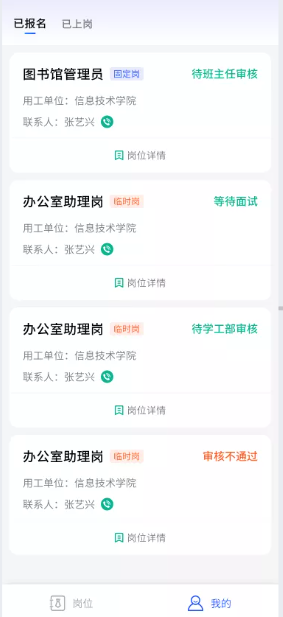 已报名 已上岗
图书馆管理员 固定岗 待班主任审核
用工单位：信息技术学院
联系人：张艺兴
岗位详情
办公室助理岗 临时岗 等待面试
用工单位：信息技术学院
联系人：张艺兴
岗位详情
办公室助理岗 临时岗 待学工部审核
用工单位：信息技术学院
联系人：张艺兴
岗位详情
办公室助理岗 临时岗 审核不通过
用工单位：信息技术学院
联系人：张艺兴
岗位详情
岗位 我的